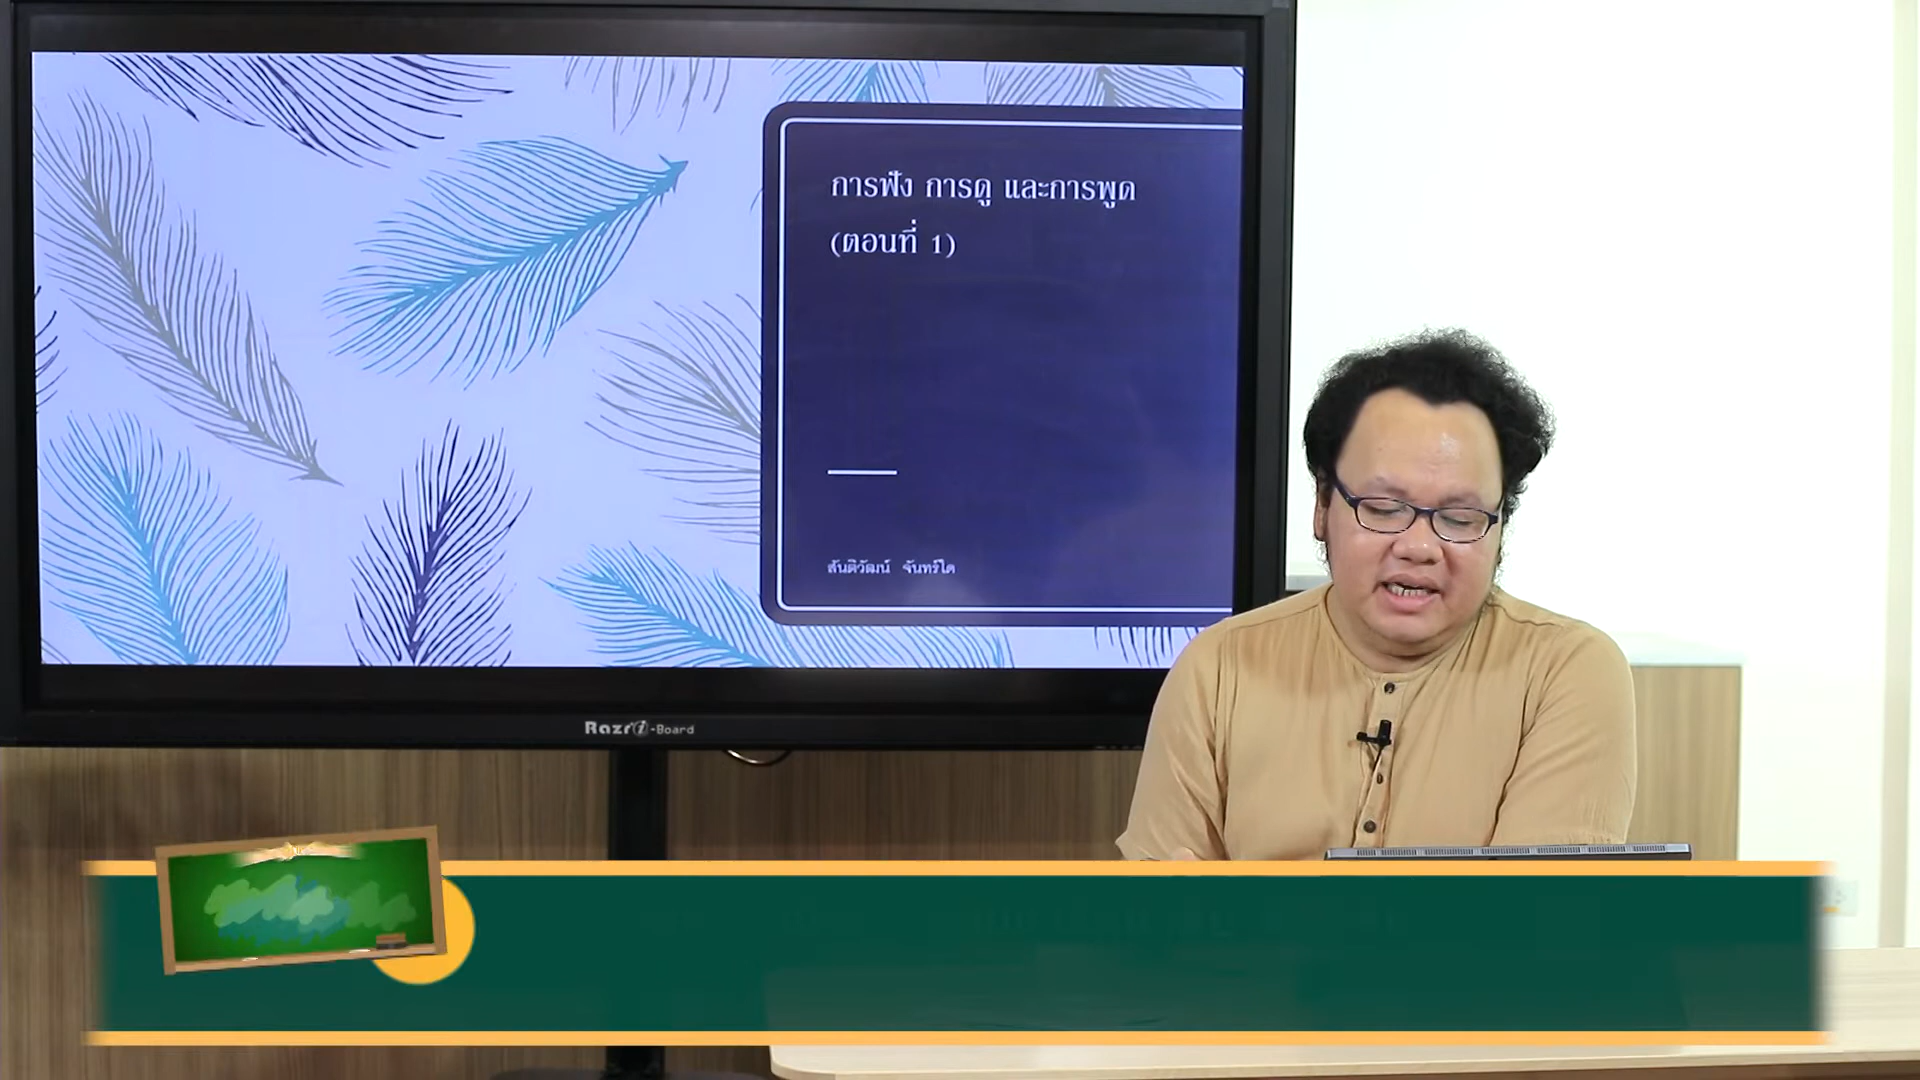 การฟัง การดู และการพูด
(ตอนที่ 1)
สันติวัฒน์ จันทร์ใด
Razr i-Board